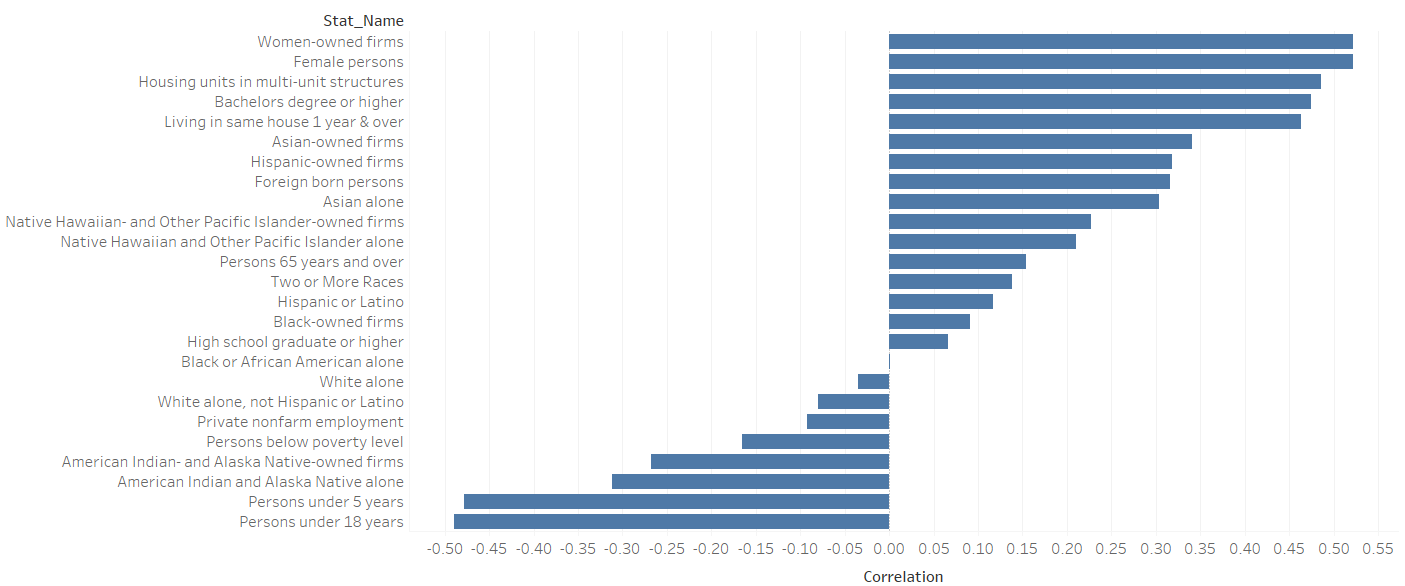 Stat_Name
Women-owned firms
Female persons
Housing units in multi-unit structures
Bachelors degree or higher
Living in same house 1 year & over
Asian-owned firms
Hispanic-owned firms
Foreign born persons
Asian alone
Native Hawaiian- and Other Pacific Islander-owned firms
Native Hawaiian and Other Pacific Islander alone
Persons 65 years and over
Two or More Races
Hispanic or Latino
Black-owned firms
High school graduate or higher
Black or African American alone
White alone
White alone, not Hispanic or Latino
Private nonfarm employment
Persons below poverty level
American Indian- and Alaska Native-owned firms
American Indian and Alaska Native alone
Persons under 5 years
Persons under 18 years
-0.50 -0.45 -0.40 -0.35 -0.30 -0.25 -0.20 -0.15 -0.10 -0.05 0.00 0.05 0.10 0.15 0.20 0.25 0.30 0.35 0.40 0.45 0.50 0.55
Correlation